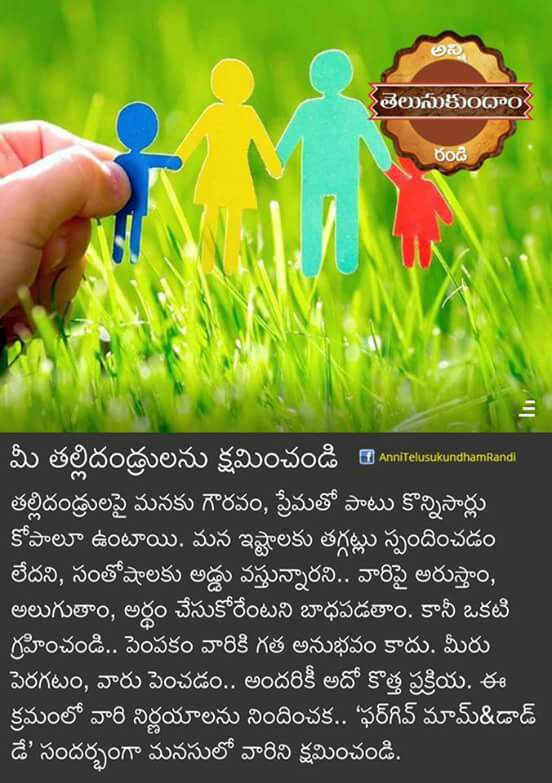 అన్ని
తెలుసుకుందాం
రండి
మీ తల్లిదండ్రులను క్షమించండి
AnniTelusukundhamRandi
తల్లిదండ్రులపై మనకు గౌరవం, ప్రేమతో పాటు కొన్నిసార్లు
కోపాలూ ఉంటాయి. మన ఇష్టాలకు తగ్గట్లు స్పందించడం
లేదని, సంతోషాలకు అడ్డు వస్తున్నారని.. వారిపై అరుస్తాం,
అలుగుతాం, అర్థం చేసుకోరేంటని బాధపడతాం. కానీ ఒకటి
గ్రహించండి.. పెంపకం వారికి గత అనుభవం కాదు. మీరు
పెరగటం, వారు పెంచడం.. అందరికీ అదో కొత్త ప్రక్రియ. ఈ
క్రమంలో వారి నిర్ణయాలను నిందించక.. ‘ఫర్‌గివ్ మామ్&డాడ్
డే’ సందర్భంగా మనసులో వారిని క్షమించండి.